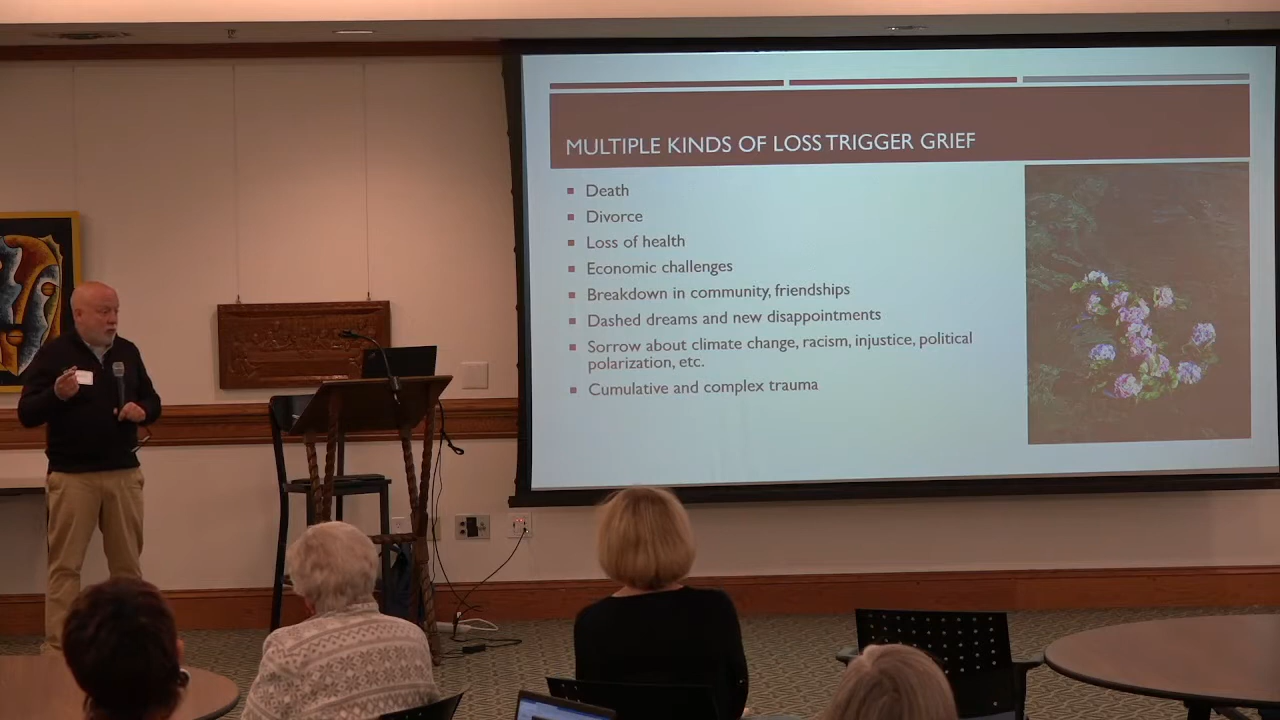 MULTIPLE KINDS OF LOSS TRIGGER GRIEF
Death
Divorce
Loss of health
Economic challenges
Breakdown in community, friendships
Dashed dreams and new disappointments
Sorrow about climate change, racism, injustice, political
polarization, etc.
Cumulative and complex trauma